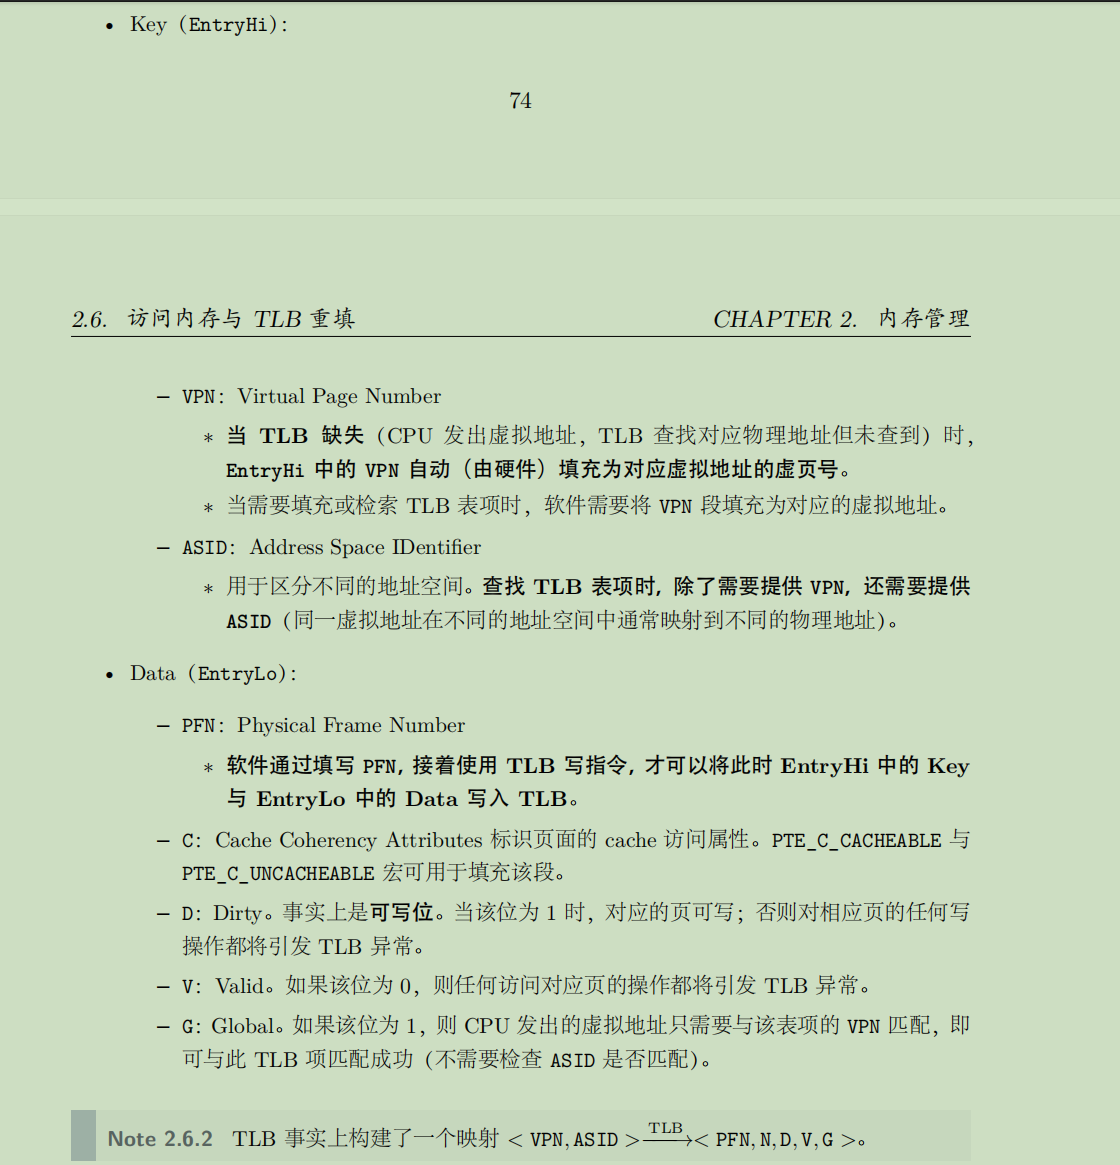 • Key（EntryHi）：
74
2.6. 访问内存与 TLB 重填 CHAPTER 2. 内存管理
– VPN：Virtual Page Number
* 当 TLB 缺失（CPU 发出虚拟地址，TLB 查找对应物理地址但未查到）时，
EntryHi 中的 VPN 自动（由硬件）填充为对应虚拟地址的虚页号。
* 当需要填充或检索 TLB 表项时，软件需要将 VPN 段填充为对应的虚拟地址。
– ASID：Address Space IDentifier
* 用于区分不同的地址空间。查找 TLB 表项时，除了需要提供 VPN，还需要提供
ASID（同一虚拟地址在不同的地址空间中通常映射到不同的物理地址）。
• Data（EntryLo）：
– PFN：Physical Frame Number
* 软件通过填写 PFN，接着使用 TLB 写指令，才可以将此时 EntryHi 中的 Key
与 EntryLo 中的 Data 写入 TLB。
– C：Cache Coherency Attributes 标识页面的 cache 访问属性。PTE_C_CACHEABLE 与
PTE_C_UNCACHEABLE 宏可用于填充该段。
– D：Dirty。事实上是可写位。当该位为 1 时，对应的页可写；否则对相应页的任何写
操作都将引发 TLB 异常。
– V：Valid。如果该位为 0，则任何访问对应页的操作都将引发 TLB 异常。
– G：Global。如果该位为 1，则 CPU 发出的虚拟地址只需要与该表项的 VPN 匹配，即
可与此 TLB 项匹配成功（不需要检查 ASID 是否匹配）。
Note 2.6.2 TLB 事实上构建了一个映射 < VPN, ASID > TLB→ < PFN, N, D, V, G >。